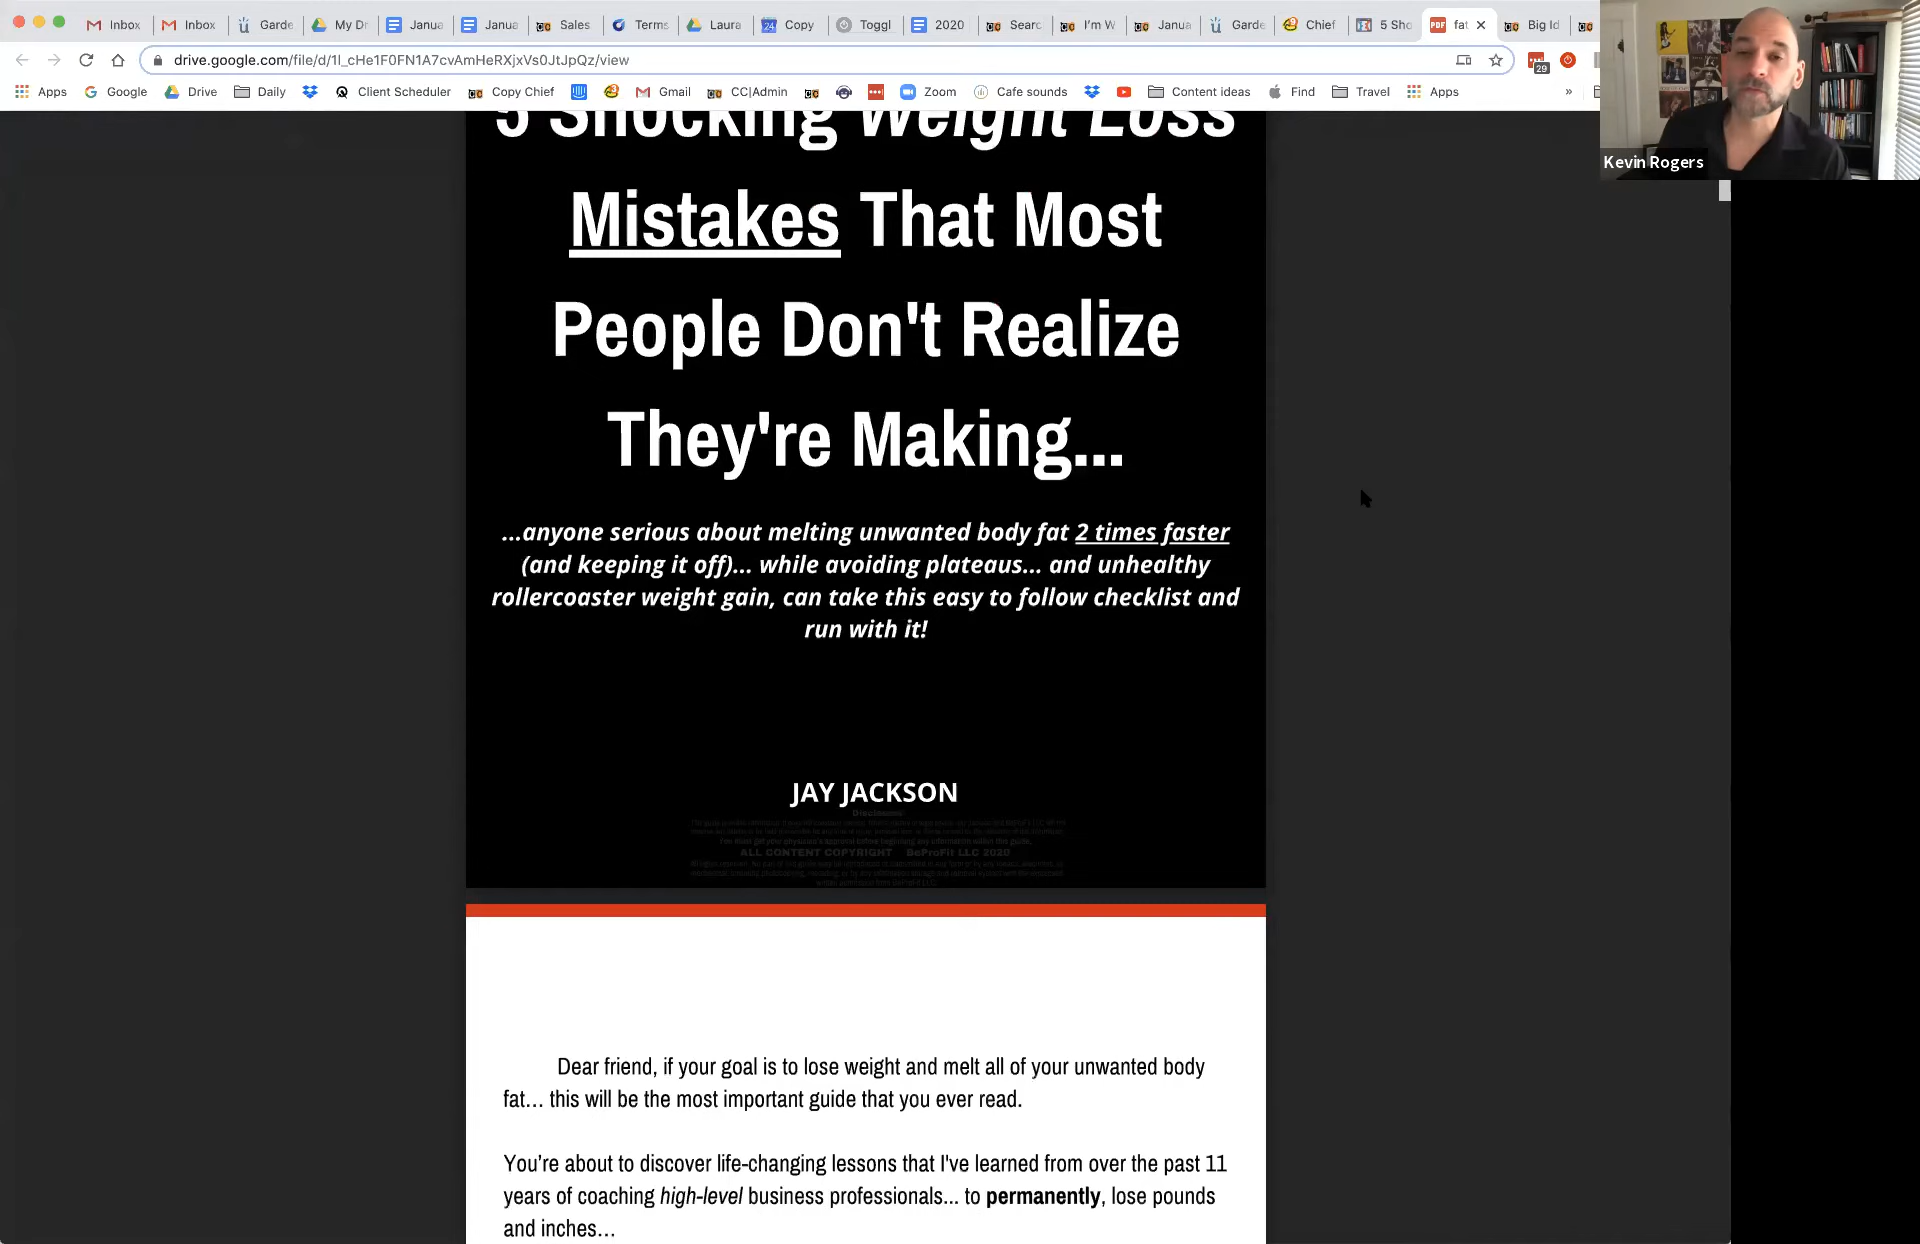 Inbox Inbox Garde My Dr Janua Janua Sales Terms Laura Copy Toggl 2020 Searc I'm W Janua Garde Chief 5 Sho fat Big Id
drive.google.com/file/d/1l_cHe1F0FN1A7cvAmHeRXjxVs0JtJpQz/view
29
Apps Google Drive Daily Client Scheduler Copy Chief Gmail CC|Admin Zoom Cafe sounds Content ideas Find Travel Apps »
Kevin Rogers
5 Shocking Weight Loss
Mistakes That Most
People Don't Realize
They're Making...
...anyone serious about melting unwanted body fat 2 times faster
(and keeping it off)... while avoiding plateaus... and unhealthy
rollercoaster weight gain, can take this easy to follow checklist and
run with it!
JAY JACKSON
ALL CONTENT COPYRIGHT BeProFit LLC 2020
Dear friend, if your goal is to lose weight and melt all of your unwanted body
fat... this will be the most important guide that you ever read.
You're about to discover life-changing lessons that I've learned from over the past 11
years of coaching high-level business professionals... to permanently, lose pounds
and inches...